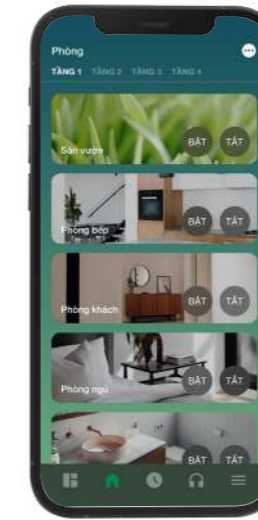 Phòng
TẦNG 1 TẦNG 2 TẦNG 3 TẦNG 4
Sân vườn BẬT TẮT
Phòng bếp BẬT TẮT
Phòng khách BẬT TẮT
Phòng ngủ BẬT TẮT
BẬT TẮT